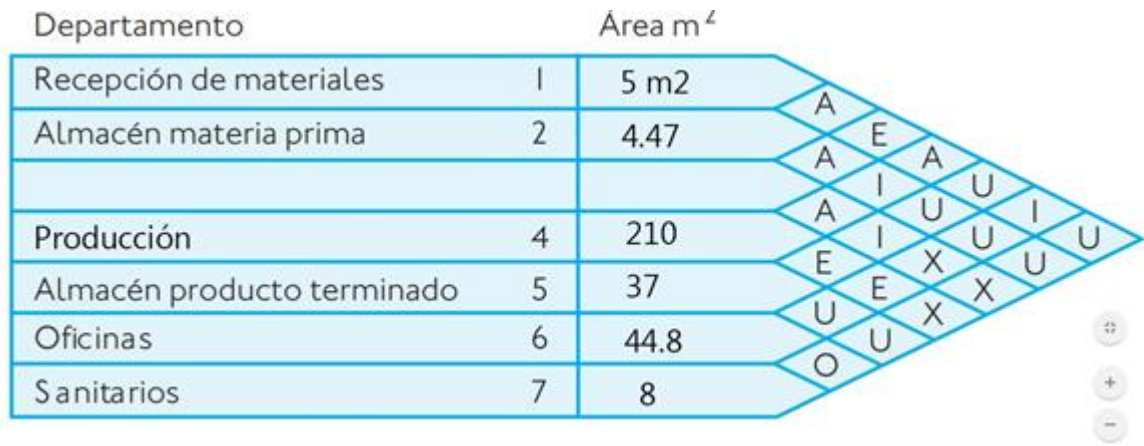 Departamento Área m²
Recepción de materiales 1 5 m2
Almacén materia prima 2 4.47
Producción 4 210
Almacén producto terminado 5 37
Oficinas 6 44.8
Sanitarios 7 8
A
E
A A
I U
A U I
I U U
E X U
E X
U X
U
O